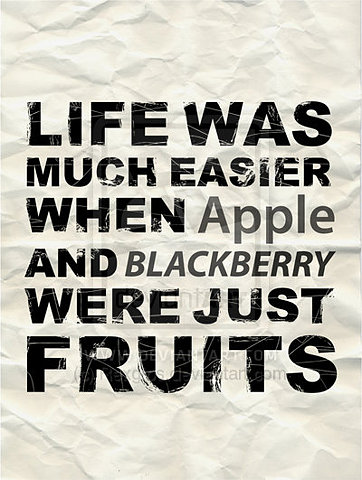 LIFE WAS
MUCH EASIER
WHEN Apple
AND BLACKBERRY
WERE JUST
FRUITS